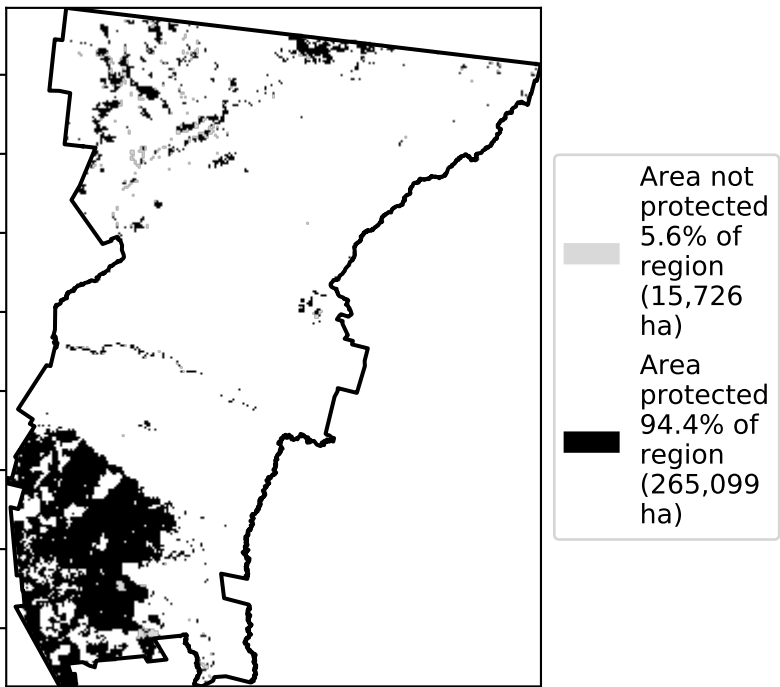 Area not
protected
5.6% of
region
(15,726
ha)
Area
protected
94.4% of
region
(265,099
ha)